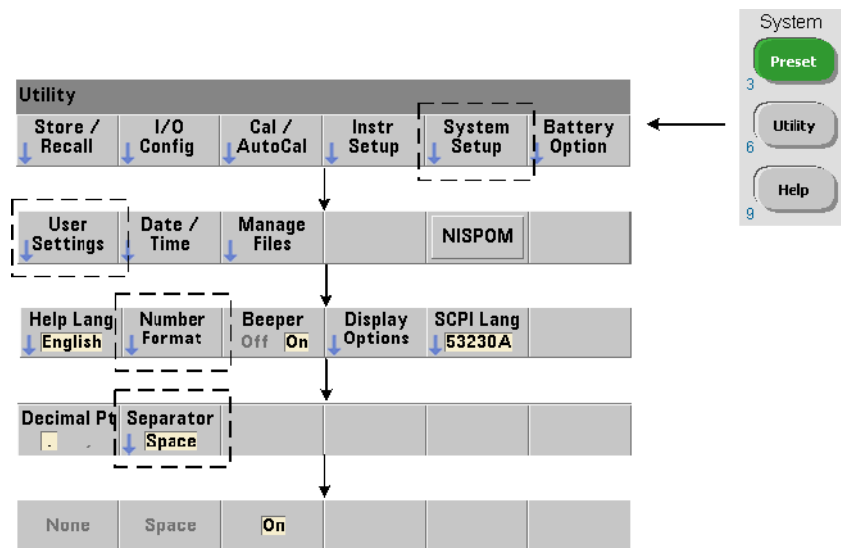 System
Preset
3
Utility
6
Help
9
Utility
Store / Recall
I/O Config
Cal / AutoCal
Instr Setup
System Setup
Battery Option
User Settings
Date / Time
Manage Files
NISPOM
Help Lang English
Number Format
Beeper Off On
Display Options
SCPI Lang 53230A
Decimal Pt . ,
Separator Space
None
Space
On